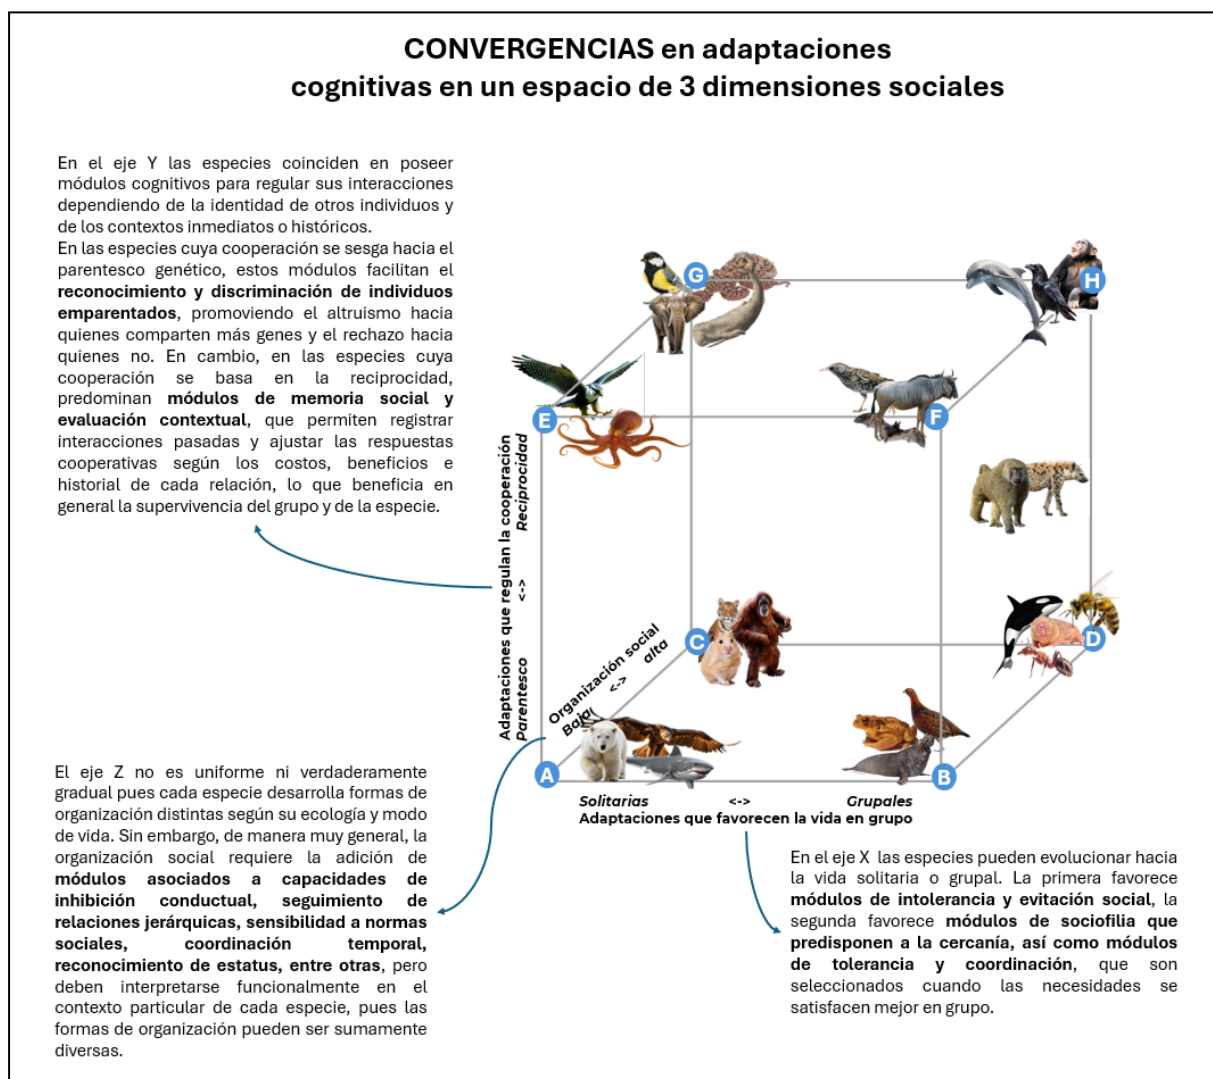 CONVERGENCIAS en adaptaciones
cognitivas en un espacio de 3 dimensiones sociales
En el eje Y las especies coinciden en poseer
módulos cognitivos para regular sus interacciones
dependiendo de la identidad de otros individuos y
de los contextos inmediatos o históricos.
En las especies cuya cooperación se sesga hacia el
parentesco genético, estos módulos facilitan el
reconocimiento y discriminación de individuos
emparentados, promoviendo el altruismo hacia
quienes comparten más genes y el rechazo hacia
quienes no. En cambio, en las especies cuya
cooperación se basa en la reciprocidad,
predominan módulos de memoria social y
evaluación contextual, que permiten registrar
interacciones pasadas y ajustar las respuestas
cooperativas según los costos, beneficios e
historial de cada relación, lo que beneficia en
general la supervivencia del grupo y de la especie.
G
H
E
F
C
D
A
B
Adaptaciones que regulan la cooperación
Parentesco <-> Reciprocidad
Organización social
Baja <-> alta
Solitarias <-> Grupales
Adaptaciones que favorecen la vida en grupo
El eje Z no es uniforme ni verdaderamente
gradual pues cada especie desarrolla formas de
organización distintas según su ecología y modo
de vida. Sin embargo, de manera muy general, la
organización social requiere la adición de
módulos asociados a capacidades de
inhibición conductual, seguimiento de
relaciones jerárquicas, sensibilidad a normas
sociales, coordinación temporal,
reconocimiento de estatus, entre otras, pero
deben interpretarse funcionalmente en el
contexto particular de cada especie, pues las
formas de organización pueden ser sumamente
diversas.
En el eje X las especies pueden evolucionar hacia
la vida solitaria o grupal. La primera favorece
módulos de intolerancia y evitación social, la
segunda favorece módulos de sociofilia que
predisponen a la cercanía, así como módulos
de tolerancia y coordinación, que son
seleccionados cuando las necesidades se
satisfacen mejor en grupo.